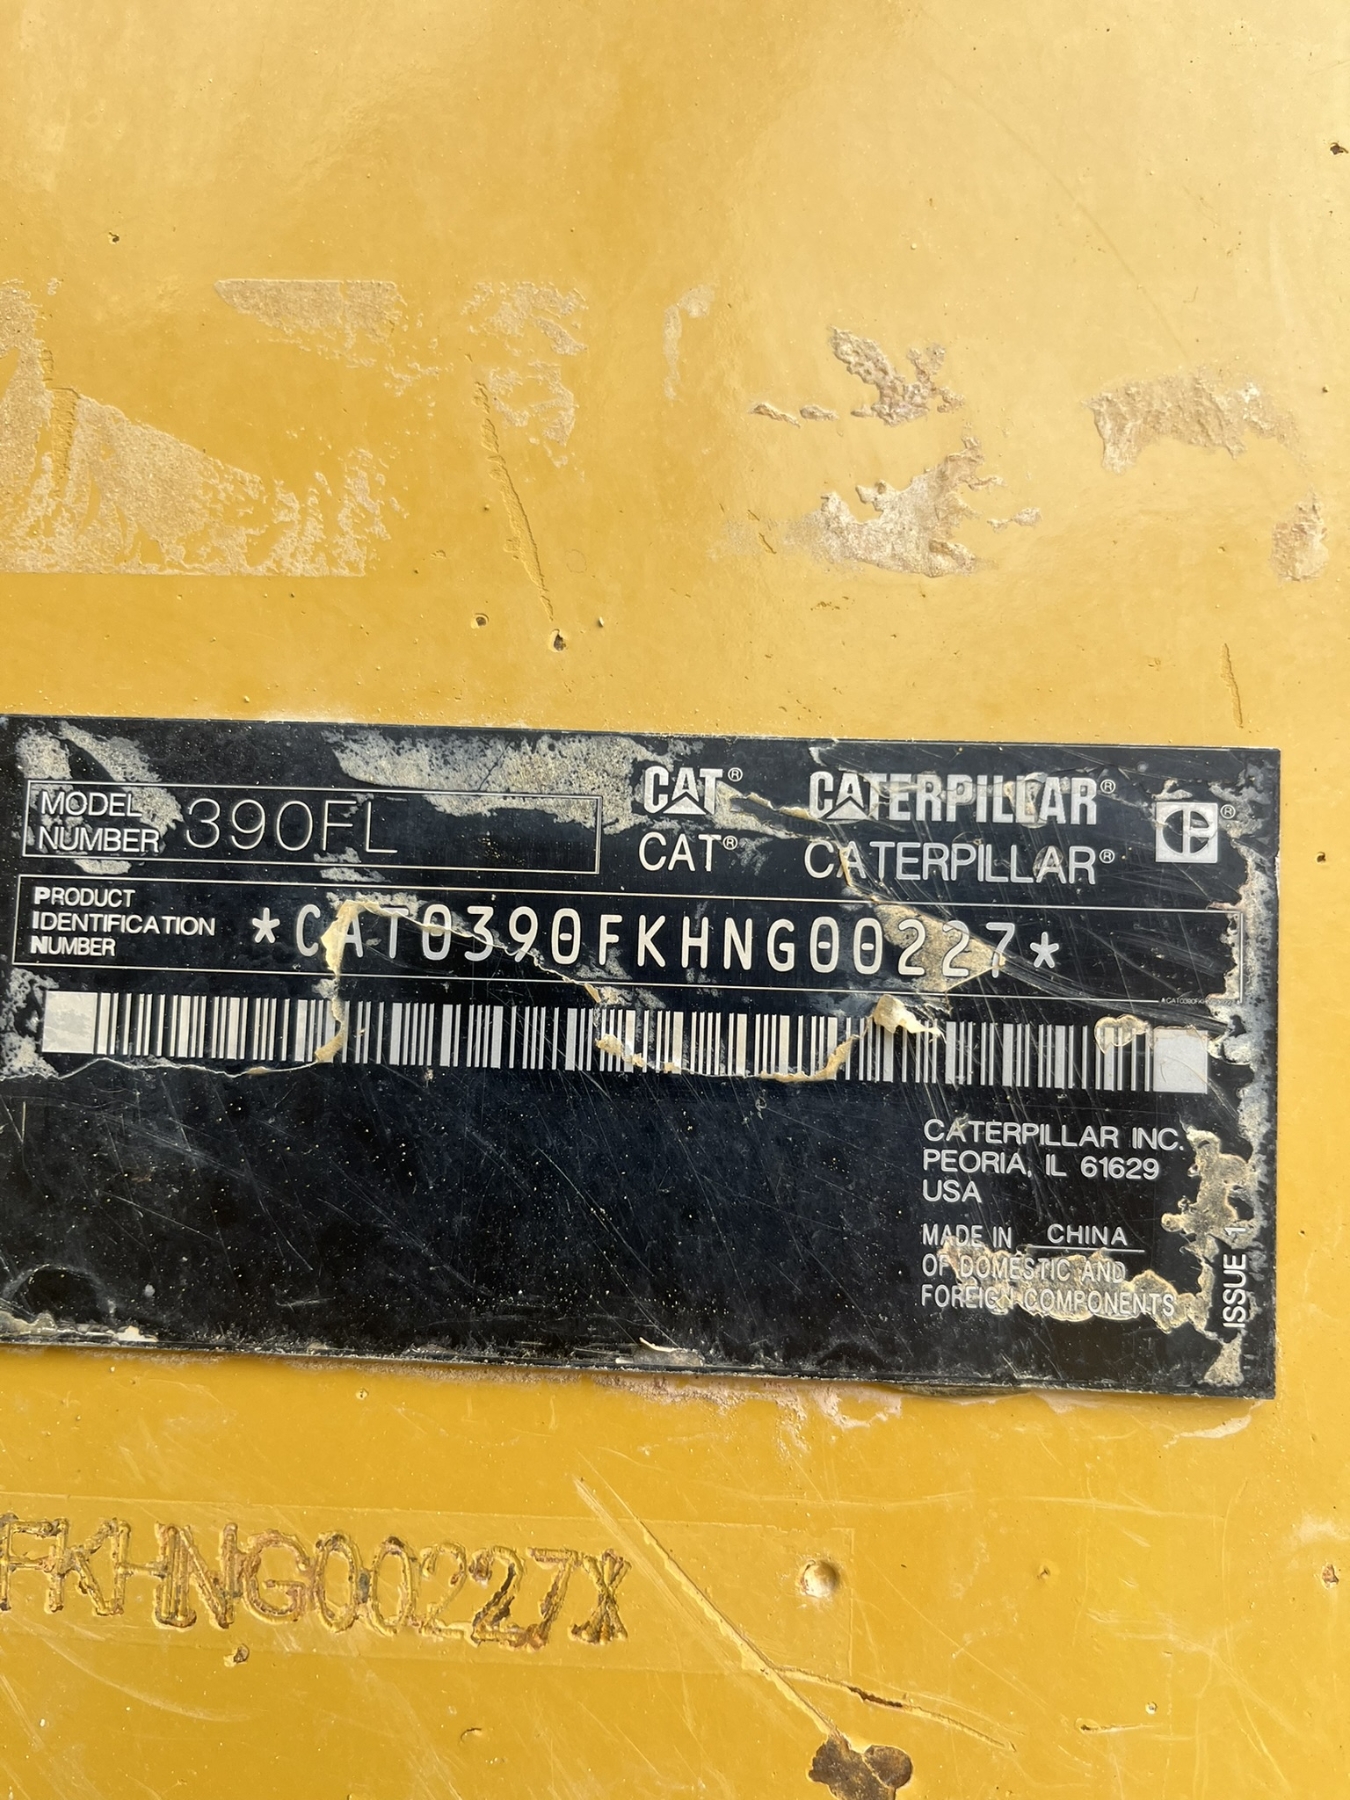 MODEL
NUMBER 390FL
CAT® CATERPILLAR®
CAT® CATERPILLAR®
PRODUCT
IDENTIFICATION
NUMBER
*CAT0390FKHNG00227*
CATERPILLAR INC.
PEORIA, IL 61629
USA
MADE IN CHINA
OF DOMESTIC AND
FOREIGN COMPONENTS
ISSUE 1
FKHNG00227X